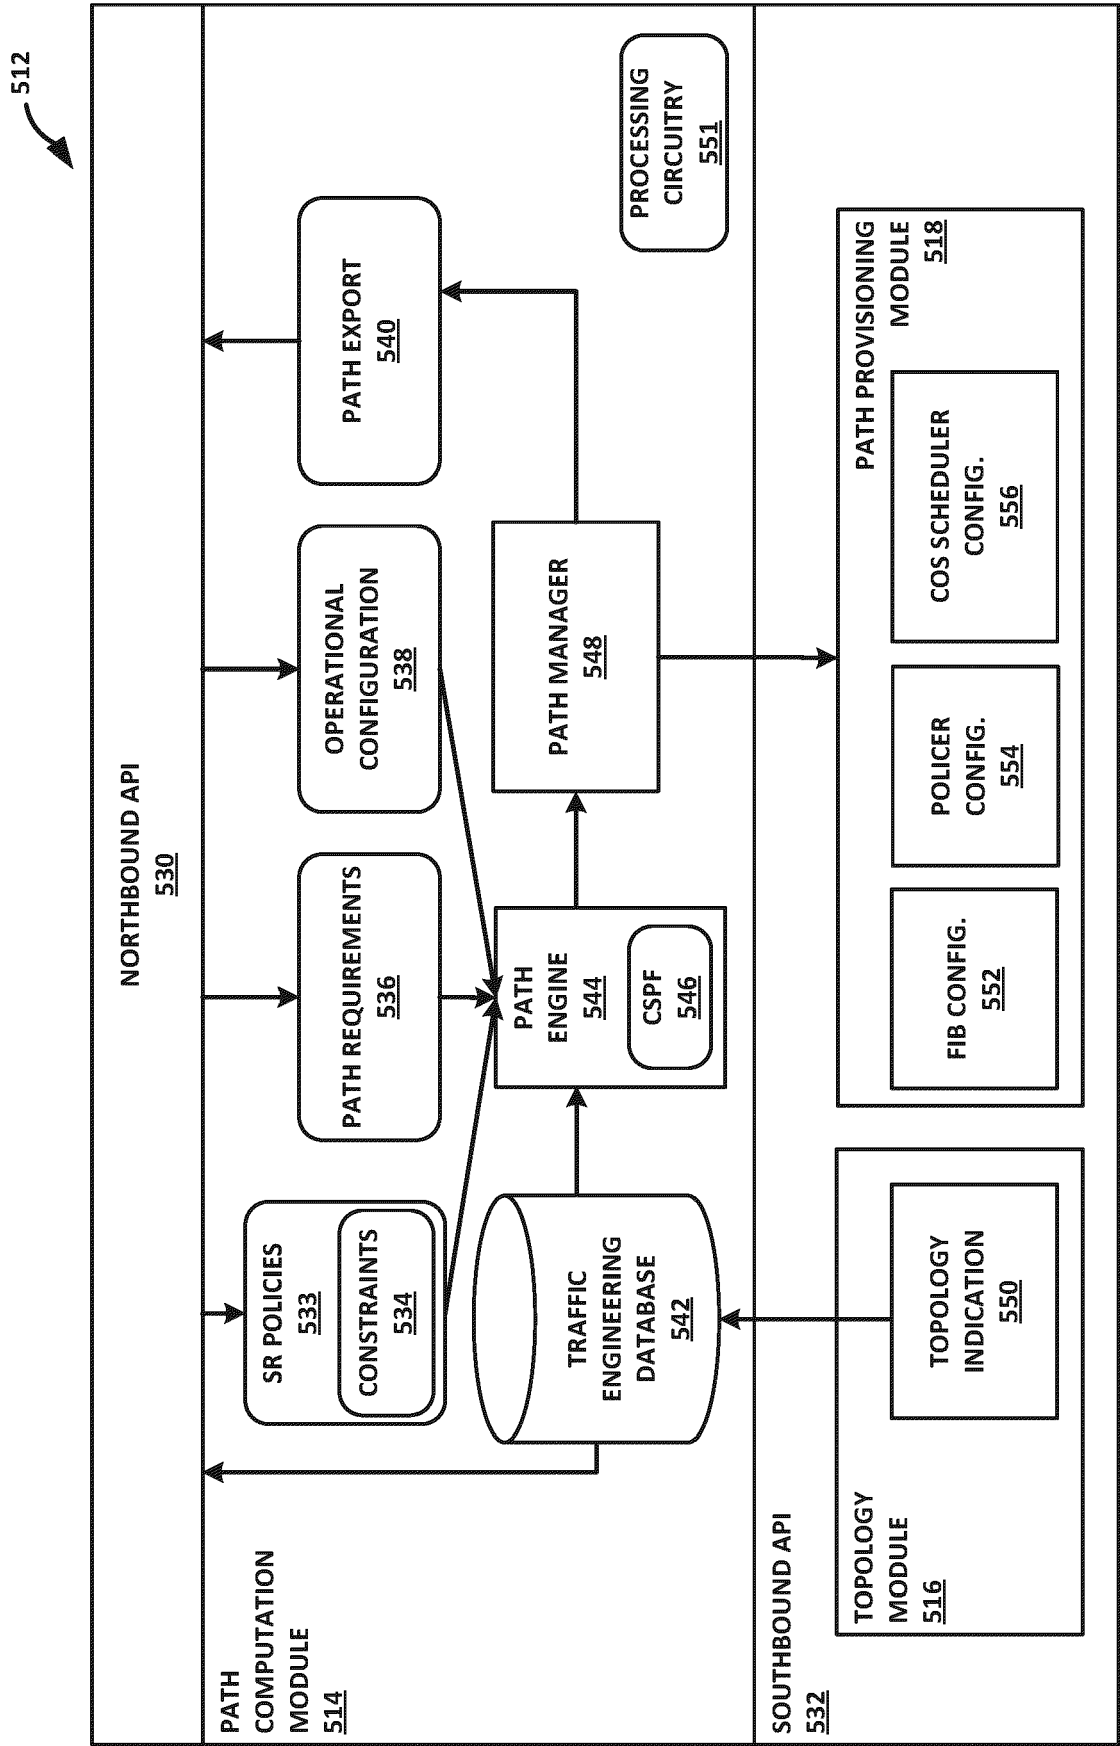 512
NORTHBOUND API
530
PATH
COMPUTATION
MODULE
514
SR POLICIES
533
CONSTRAINTS
534
PATH REQUIREMENTS
536
OPERATIONAL
CONFIGURATION
538
PATH EXPORT
540
TRAFFIC
ENGINEERING
DATABASE
542
PATH
ENGINE
544
CSPF
546
PATH MANAGER
548
PROCESSING
CIRCUITRY
551
SOUTHBOUND API
532
TOPOLOGY
MODULE
516
TOPOLOGY
INDICATION
550
PATH PROVISIONING
MODULE
518
FIB CONFIG.
552
POLICER
CONFIG.
554
COS SCHEDULER
CONFIG.
556